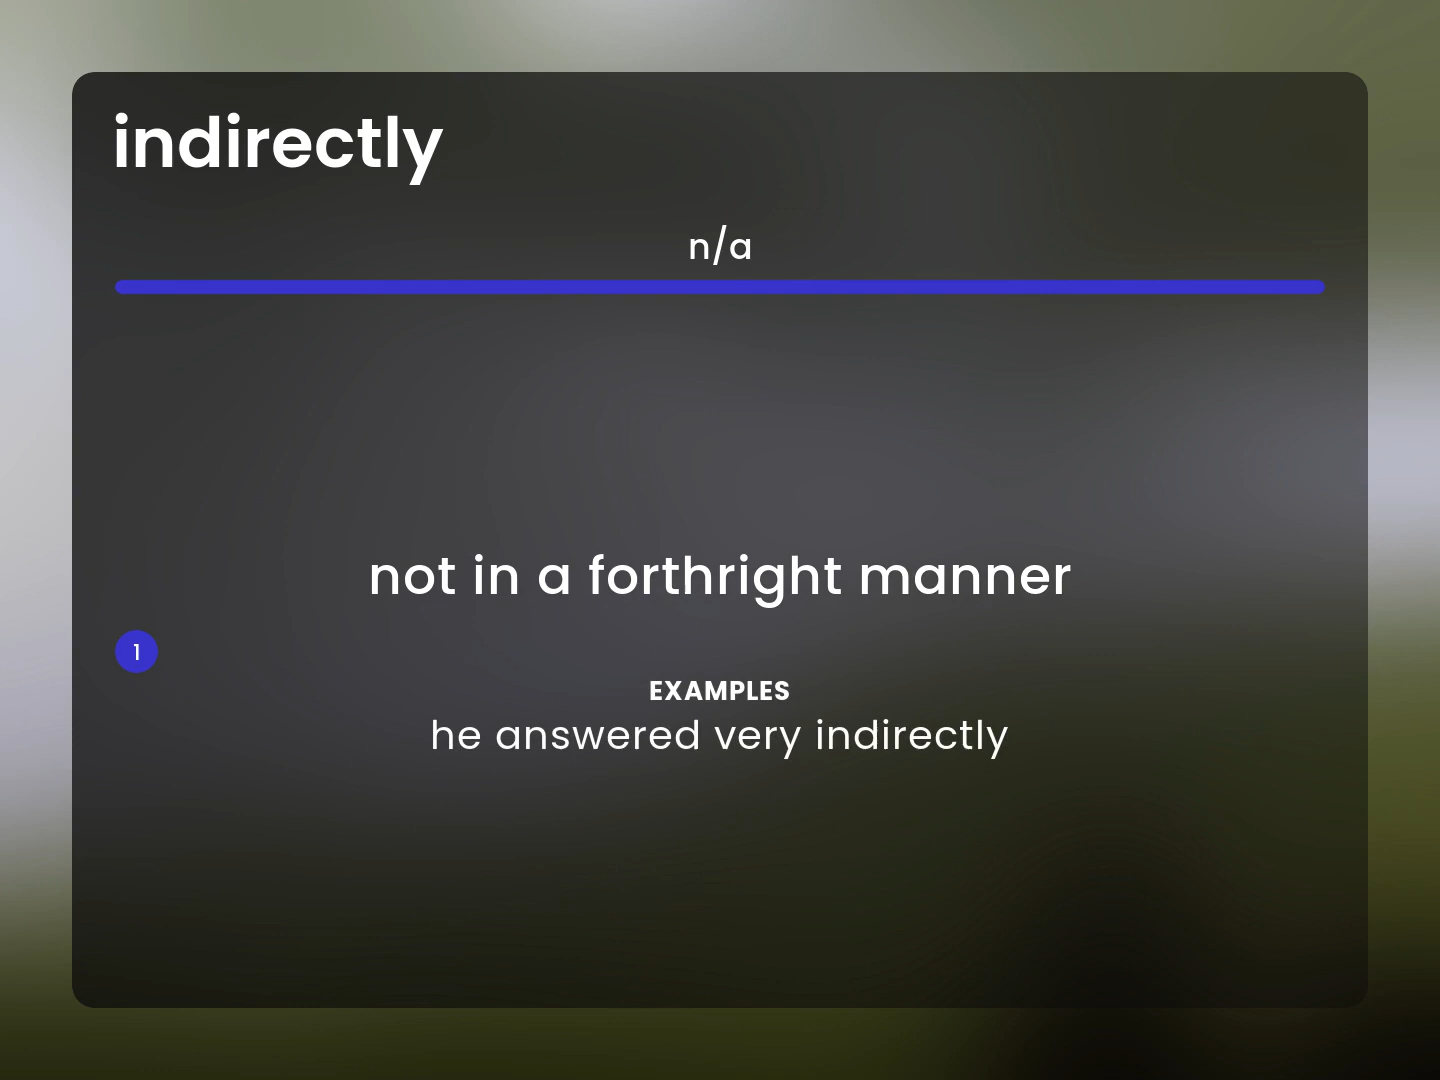 indirectly
n/a
not in a forthright manner
1
EXAMPLES
he answered very indirectly